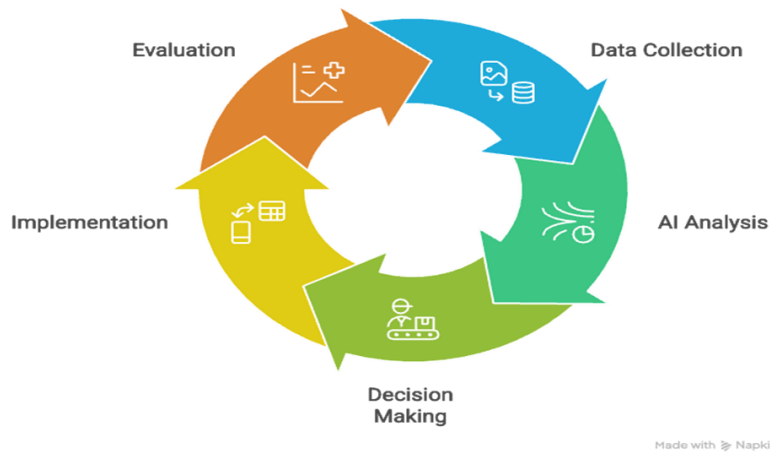 Evaluation
Data Collection
Implementation
AI Analysis
Decision
Making
Made with Napki